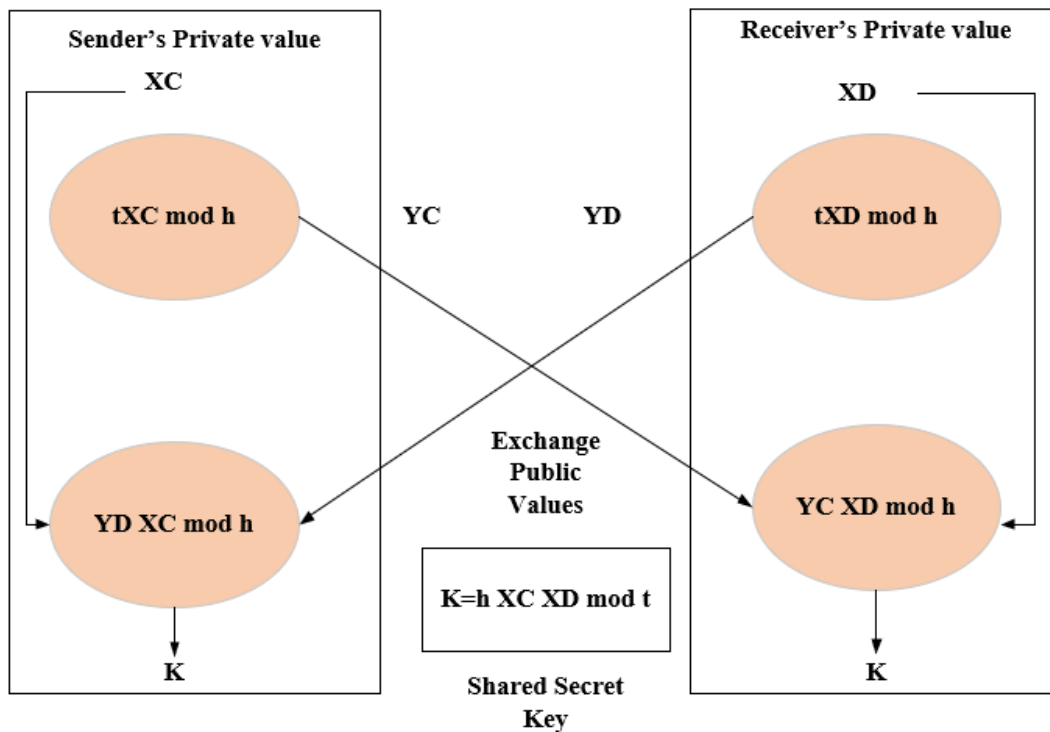 Sender's Private value
XC
tXC mod h
YD XC mod h
K
YC
YD
Exchange
Public
Values
K=h XC XD mod t
Shared Secret
Key
Receiver's Private value
XD
tXD mod h
YC XD mod h
K